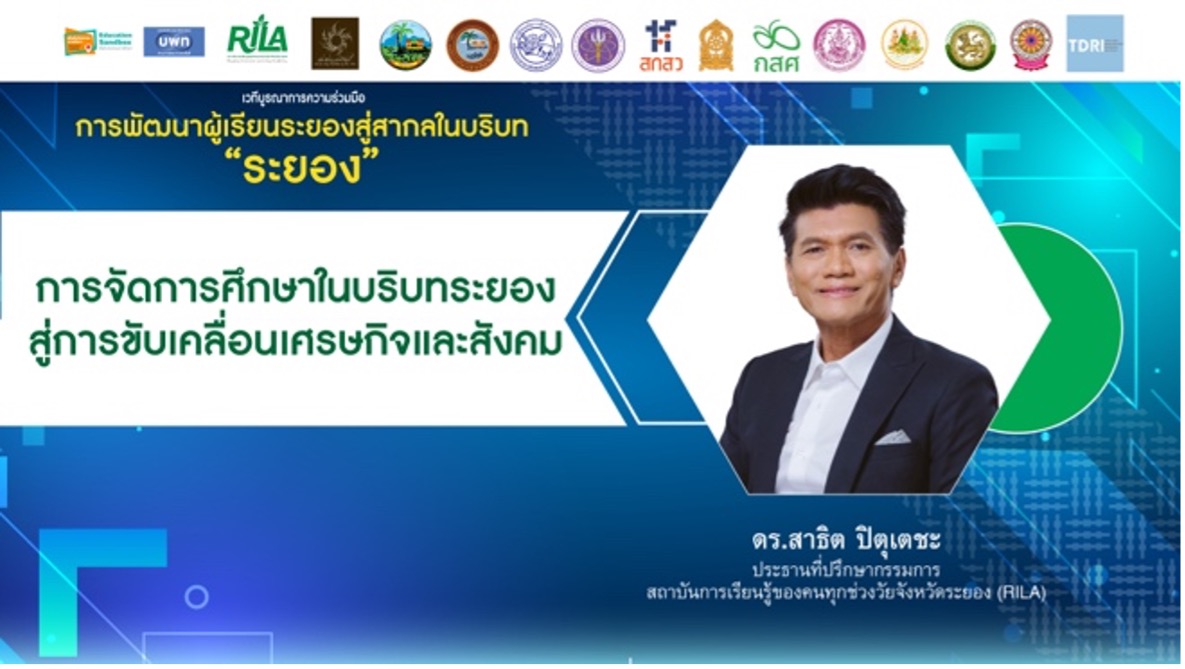 Education
Sandbox
บพท
RILA
สกสว
กสศ
TDRI
เวทีบูรณาการความร่วมมือ
การพัฒนาผู้เรียนระยองสู่สากลในบริบท
“ระยอง”
การจัดการศึกษาในบริบทระยอง
สู่การขับเคลื่อนเศรษฐกิจและสังคม
ดร.สาธิต ปิตุเตชะ
ประธานที่ปรึกษากรรมการ
สถาบันการเรียนรู้ของคนทุกช่วงวัยจังหวัดระยอง (RILA)